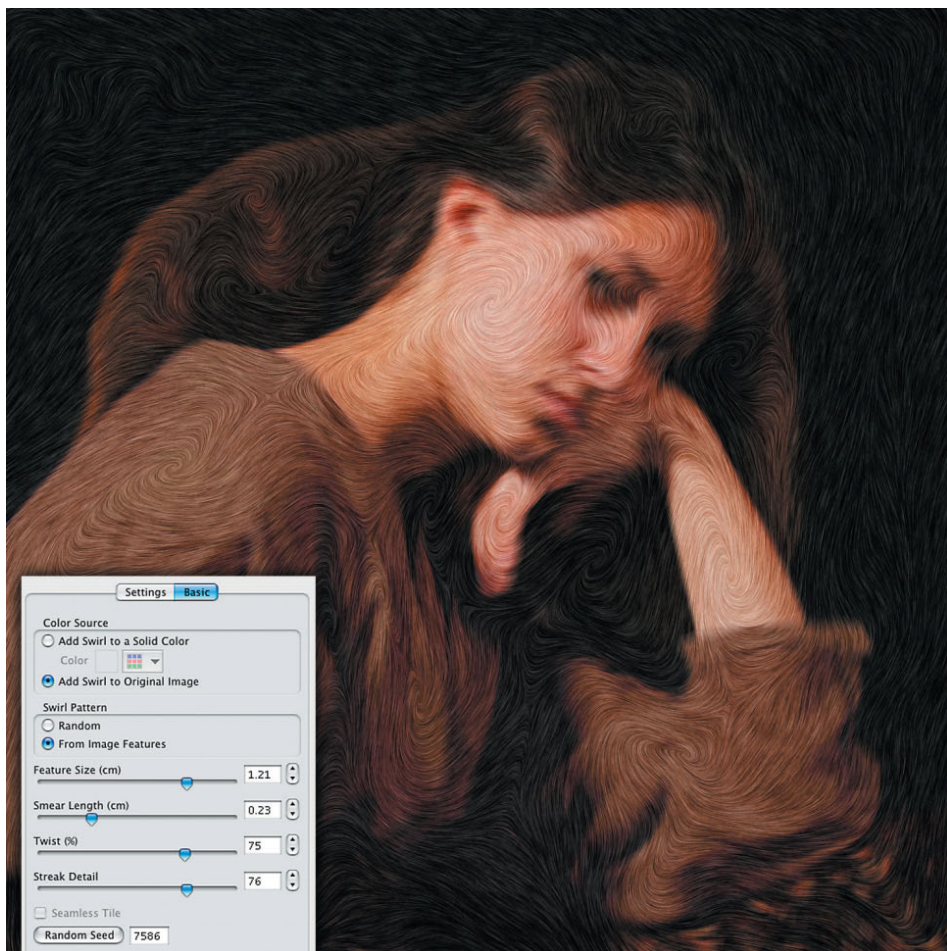 Settings Basic
Color Source
Add Swirl to a Solid Color
Color
Add Swirl to Original Image
Swirl Pattern
Random
From Image Features
Feature Size (cm)
1.21
Smear Length (cm)
0.23
Twist (%)
75
Streak Detail
76
Seamless Tile
Random Seed 7586